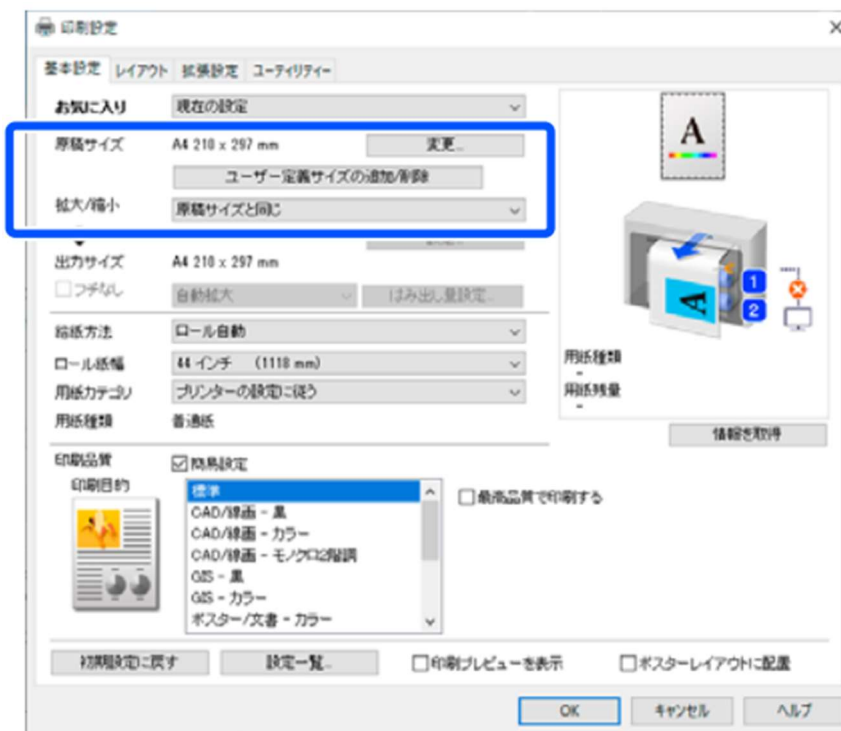 印刷設定
基本設定 レイアウト 拡張設定 ユーティリティー
お気に入り 現在の設定
原稿サイズ A4 210 x 297 mm 変更...
ユーザー定義サイズの追加/削除
拡大/縮小 原稿サイズと同じ
出力サイズ A4 210 x 297 mm
フチなし 自動拡大 はみ出し量設定...
給紙方法 ロール自動
ロール紙幅 44 インチ (1118 mm)
用紙カテゴリ プリンターの設定に従う
用紙種類 普通紙
A
A
1
2
用紙種類
-
用紙残量
-
情報を取得
印刷品質 簡易設定
印刷目的
標準
CAD/線画 - 黒
CAD/線画 - カラー
CAD/線画 - モノクロ2階調
GIS - 黒
GIS - カラー
ポスター/文書 - カラー
最高品質で印刷する
初期設定に戻す 設定一覧... 印刷プレビューを表示 ポスターレイアウトに配置
OK キャンセル ヘルプ